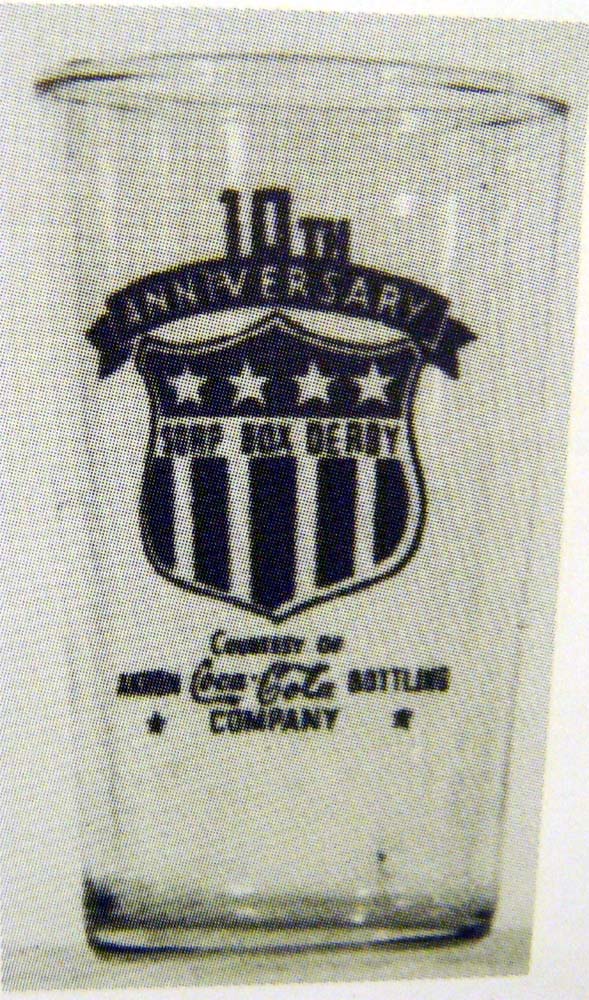 10TH
ANNIVERSARY
SOAP BOX DERBY
COURTESY OF
AKRON Coca-Cola BOTTLING
COMPANY